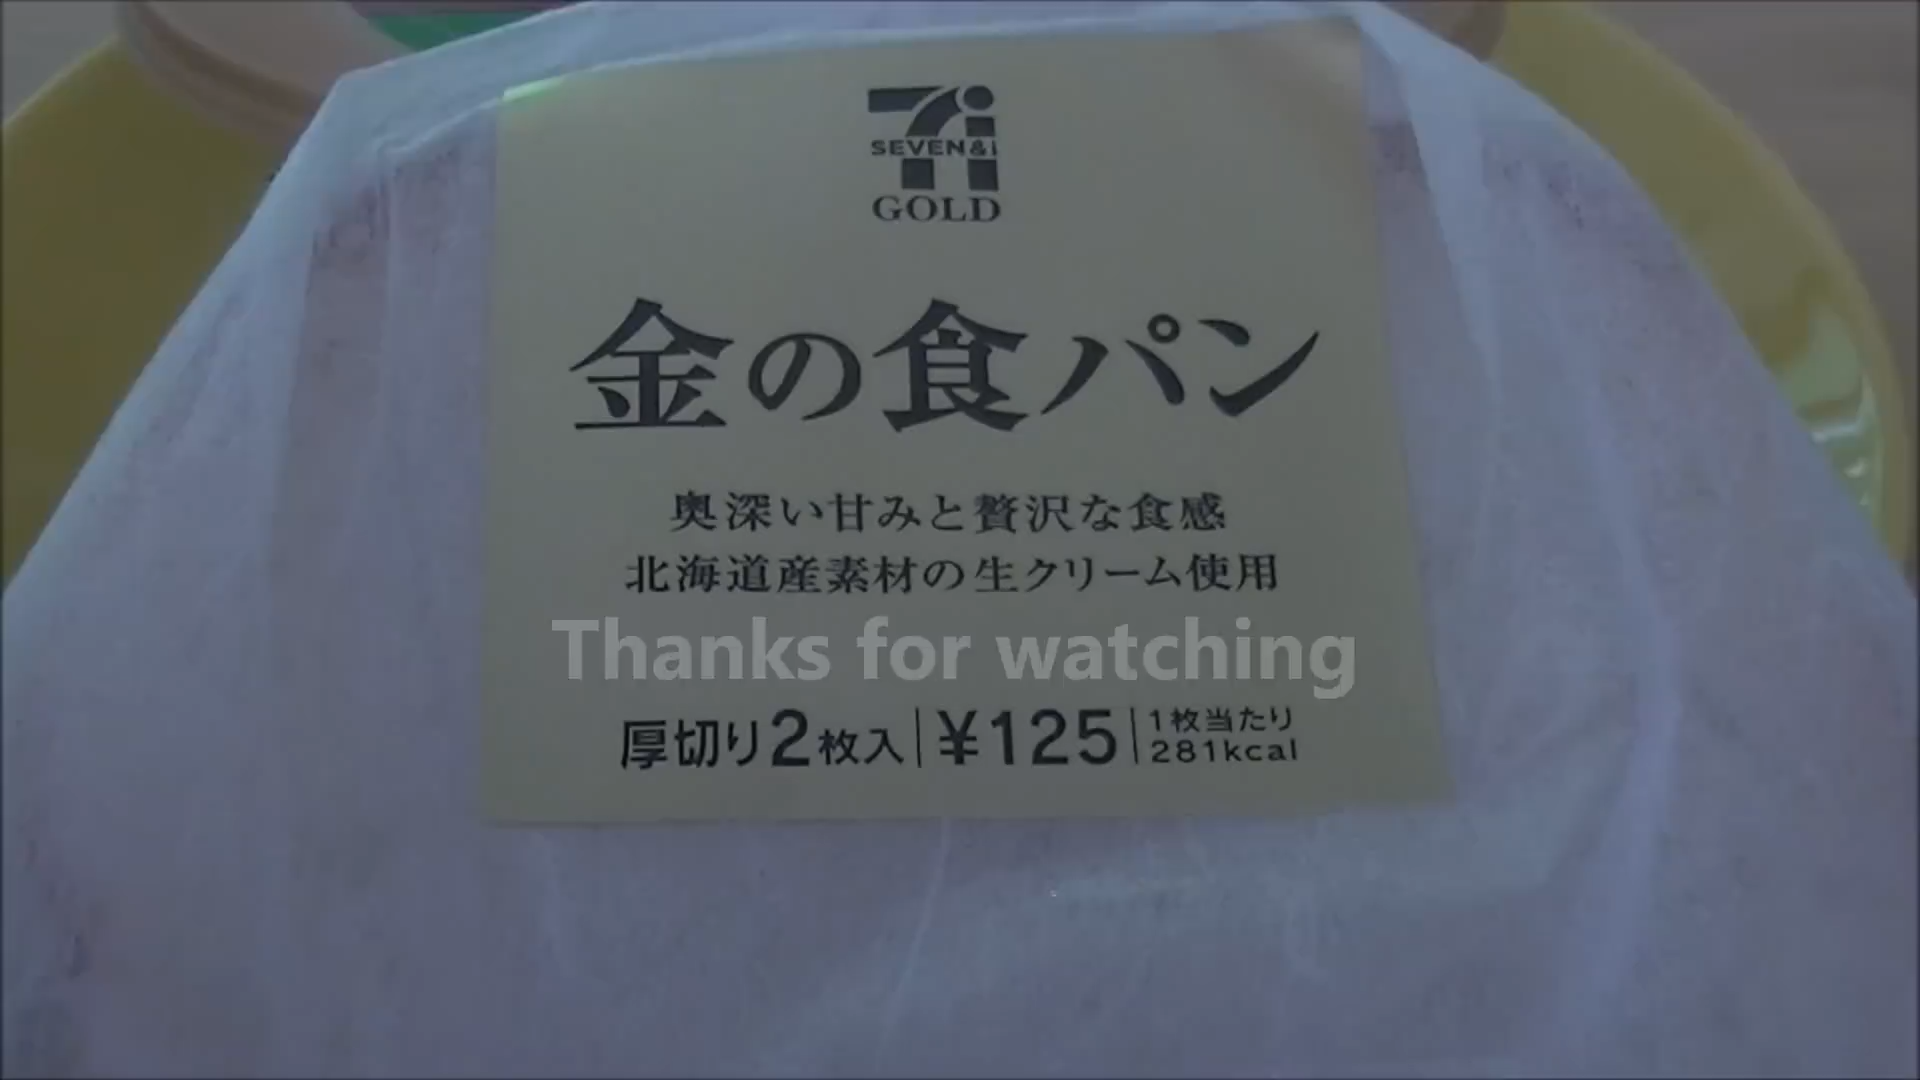 SEVEN&i
GOLD
金の食パン
奥深い甘みと贅沢な食感
北海道産素材の生クリーム使用
Thanks for watching
厚切り2枚入 ¥125 1枚当たり
281kcal